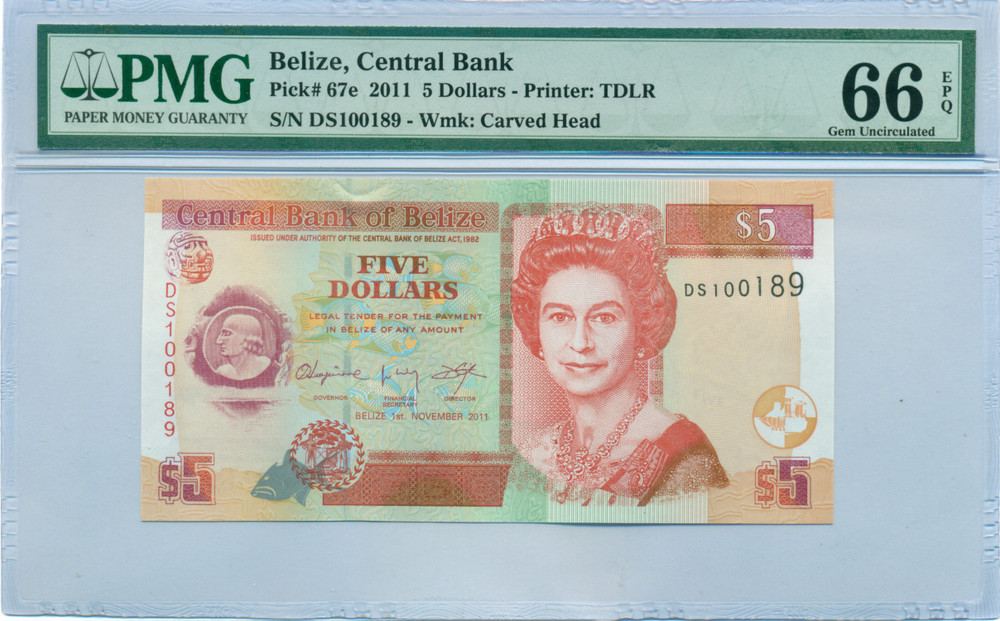 PMG
PAPER MONEY GUARANTY
Belize, Central Bank
Pick# 67e 2011 5 Dollars - Printer: TDLR
S/N DS100189 - Wmk: Carved Head
66
EPQ
Gem Uncirculated
Central Bank of Belize
ISSUED UNDER AUTHORITY OF THE CENTRAL BANK OF BELIZE ACT, 1982
FIVE
DOLLARS
LEGAL TENDER FOR THE PAYMENT
IN BELIZE OF ANY AMOUNT
GOVERNOR
FINANCIAL
SECRETARY
DIRECTOR
BELIZE 1st. NOVEMBER 2011
DS100189
$5
$5
DS100189
$5